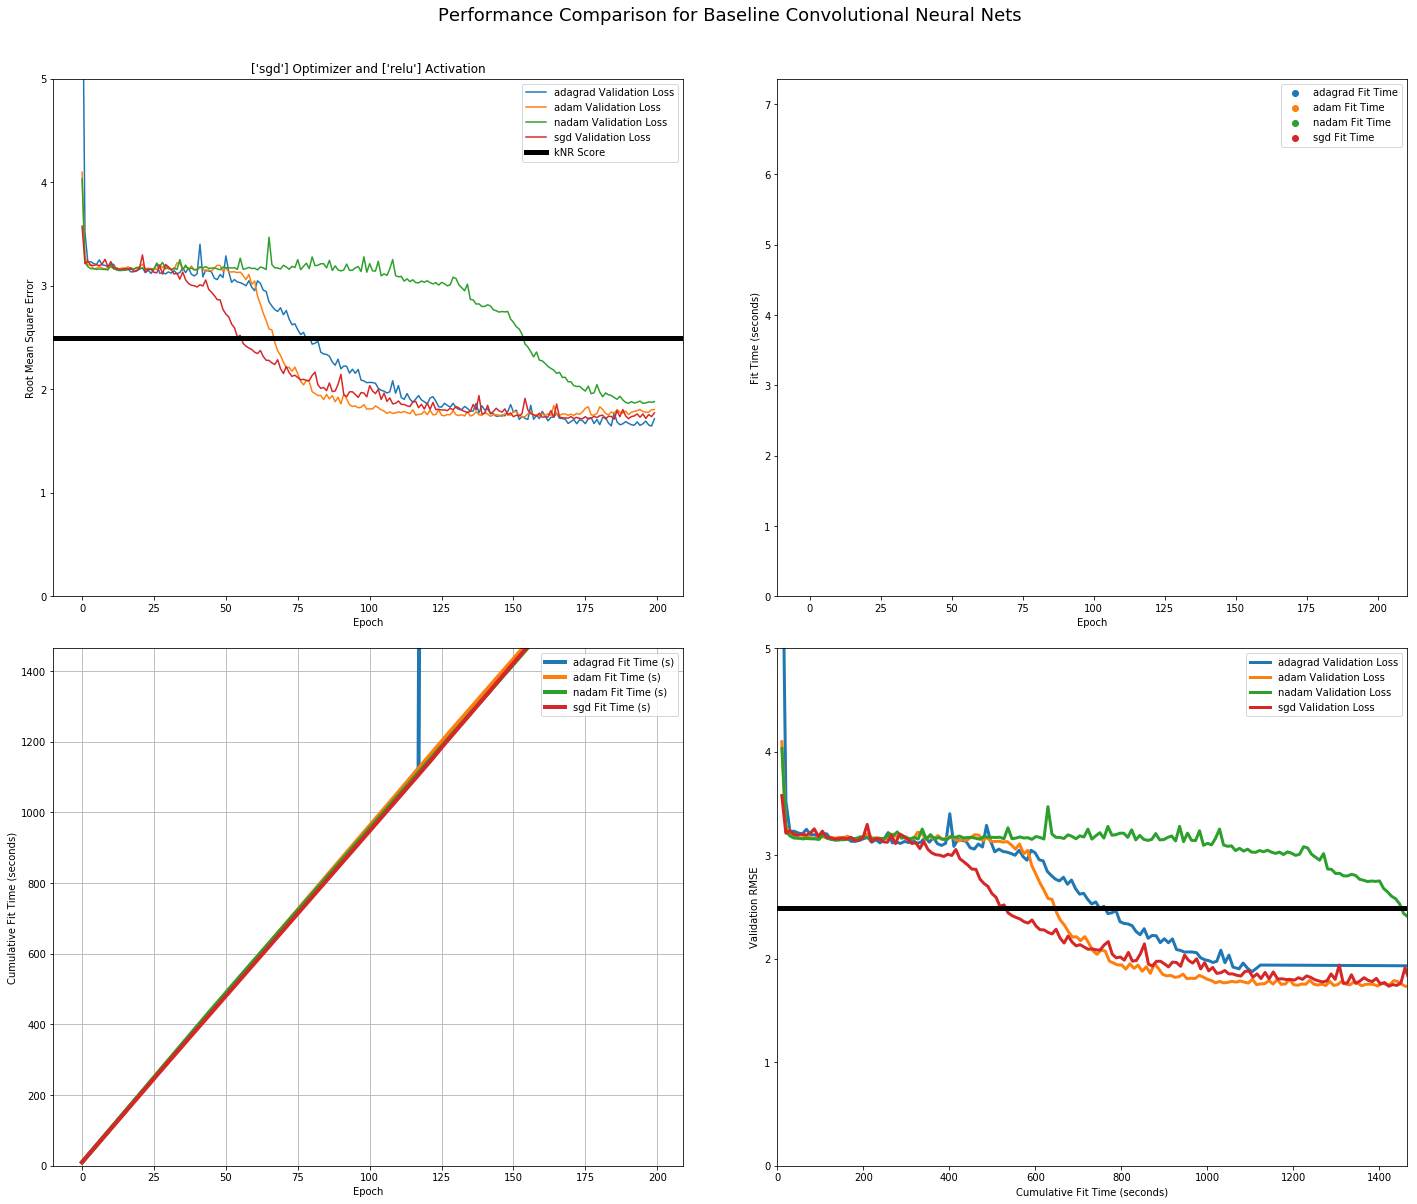 Performance Comparison for Baseline Convolutional Neural Nets
['sgd'] Optimizer and ['relu'] Activation
5
4
3
2
1
0
Root Mean Square Error
adagrad Validation Loss
adam Validation Loss
nadam Validation Loss
sgd Validation Loss
kNR Score
0 25 50 75 100 125 150 175 200
Epoch
7
6
5
4
3
2
1
0
Fit Time (seconds)
adagrad Fit Time
adam Fit Time
nadam Fit Time
sgd Fit Time
0 25 50 75 100 125 150 175 200
Epoch
1400
1200
1000
800
600
400
200
0
Cumulative Fit Time (seconds)
adagrad Fit Time (s)
adam Fit Time (s)
nadam Fit Time (s)
sgd Fit Time (s)
0 25 50 75 100 125 150 175 200
Epoch
5
4
3
2
1
0
Validation RMSE
adagrad Validation Loss
adam Validation Loss
nadam Validation Loss
sgd Validation Loss
0 200 400 600 800 1000 1200 1400
Cumulative Fit Time (seconds)